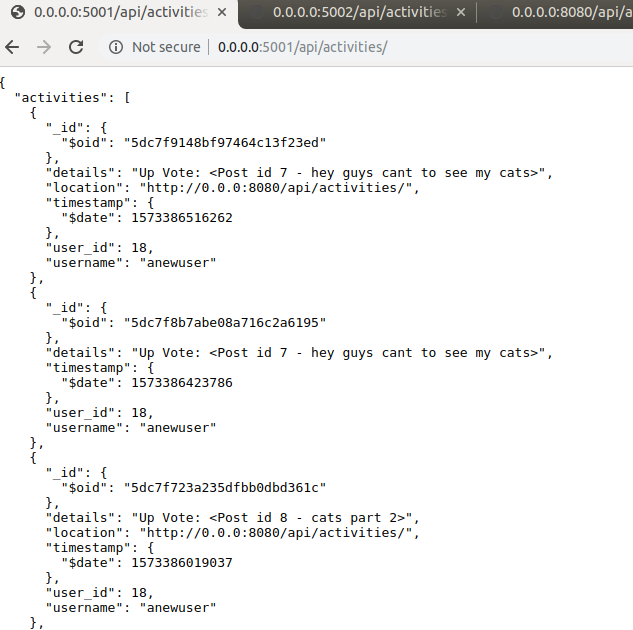 0.0.0.0:5001/api/activities 0.0.0.0:5002/api/activities 0.0.0.0:8080/api/a
Not secure | 0.0.0.0:5001/api/activities/
{
  "activities": [
    {
      "_id": {
        "$oid": "5dc7f9148bf97464c13f23ed"
      },
      "details": "Up Vote: <Post id 7 - hey guys cant to see my cats>",
      "location": "http://0.0.0:8080/api/activities/",
      "timestamp": {
        "$date": 1573386516262
      },
      "user_id": 18,
      "username": "anewuser"
    },
    {
      "_id": {
        "$oid": "5dc7f8b7abe08a716c2a6195"
      },
      "details": "Up Vote: <Post id 7 - hey guys cant to see my cats>",
      "timestamp": {
        "$date": 1573386423786
      },
      "user_id": 18,
      "username": "anewuser"
    },
    {
      "_id": {
        "$oid": "5dc7f723a235dfbb0dbd361c"
      },
      "details": "Up Vote: <Post id 8 - cats part 2>",
      "location": "http://0.0.0:8080/api/activities/",
      "timestamp": {
        "$date": 1573386019037
      },
      "user_id": 18,
      "username": "anewuser"
    },